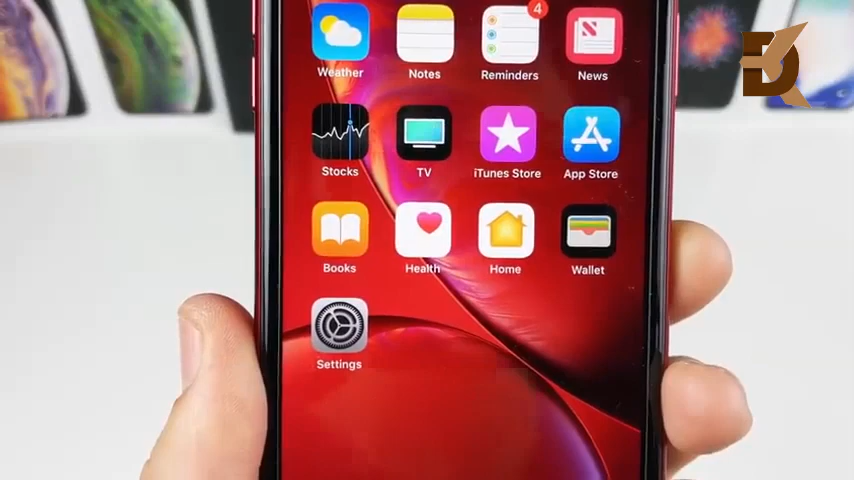 4
Weather Notes Reminders News
Stocks TV iTunes Store App Store
Books Health Home Wallet
Settings